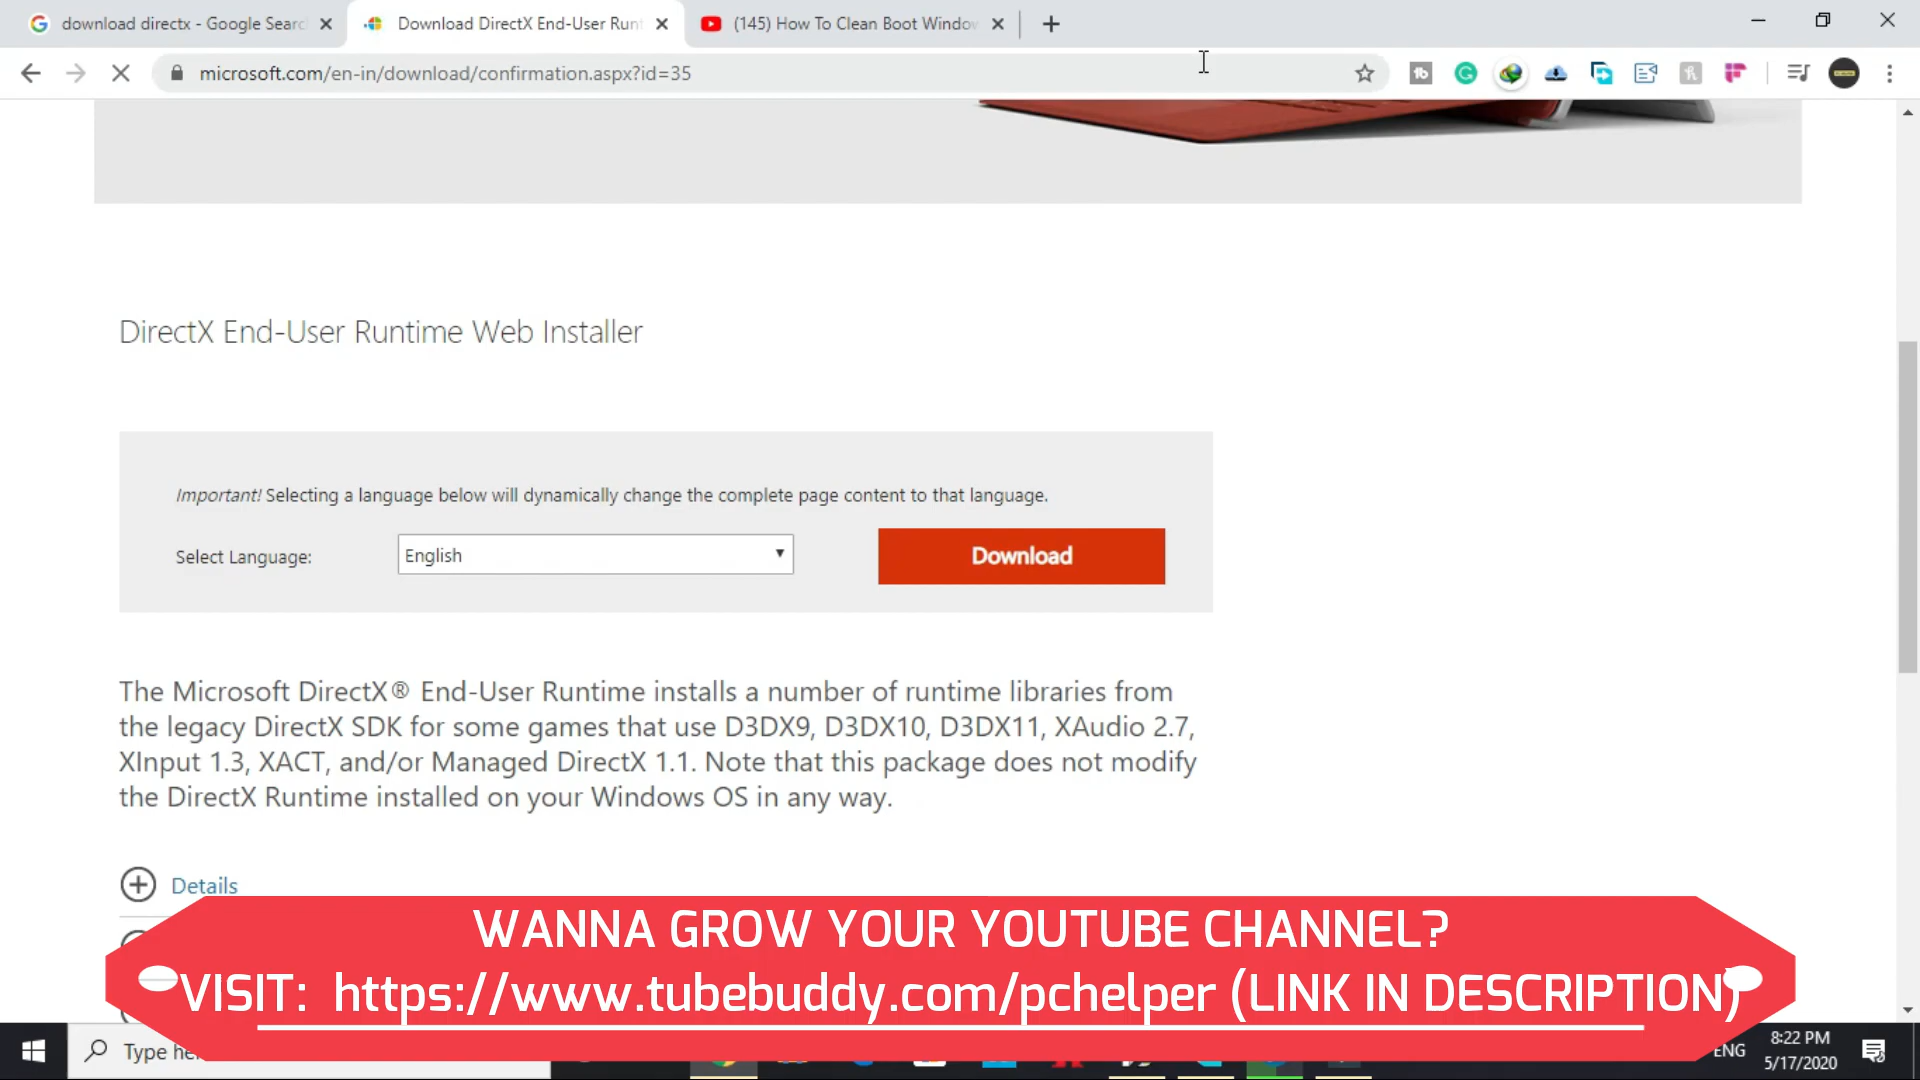 download directx - Google Searc
Download DirectX End-User Runt
(145) How To Clean Boot Window
microsoft.com/en-in/download/confirmation.aspx?id=35
DirectX End-User Runtime Web Installer
Important! Selecting a language below will dynamically change the complete page content to that language.
Select Language:
English
Download
The Microsoft DirectX® End-User Runtime installs a number of runtime libraries from
the legacy DirectX SDK for some games that use D3DX9, D3DX10, D3DX11, XAudio 2.7,
XInput 1.3, XACT, and/or Managed DirectX 1.1. Note that this package does not modify
the DirectX Runtime installed on your Windows OS in any way.
Details
WANNA GROW YOUR YOUTUBE CHANNEL?
VISIT: https://www.tubebuddy.com/pchelper (LINK IN DESCRIPTION)
Type he
ENG
8:22 PM
5/17/2020